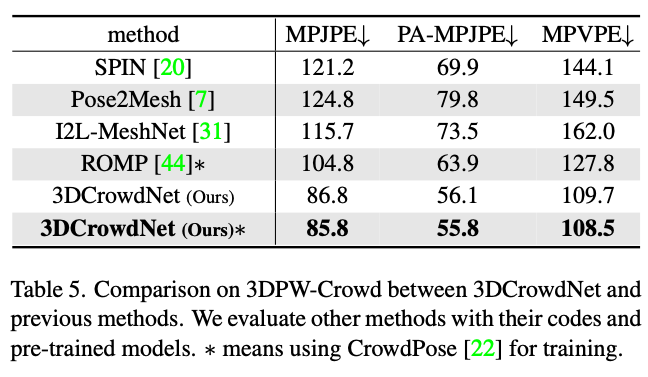 method MPJPE↓ PA-MPJPE↓ MPVPE↓
SPIN [20] 121.2 69.9 144.1
Pose2Mesh [7] 124.8 79.8 149.5
I2L-MeshNet [31] 115.7 73.5 162.0
ROMP [44]∗ 104.8 63.9 127.8
3DCrowdNet (Ours) 86.8 56.1 109.7
3DCrowdNet (Ours)∗ 85.8 55.8 108.5
Table 5. Comparison on 3DPW-Crowd between 3DCrowdNet and
previous methods. We evaluate other methods with their codes and
pre-trained models. ∗ means using CrowdPose [22] for training.